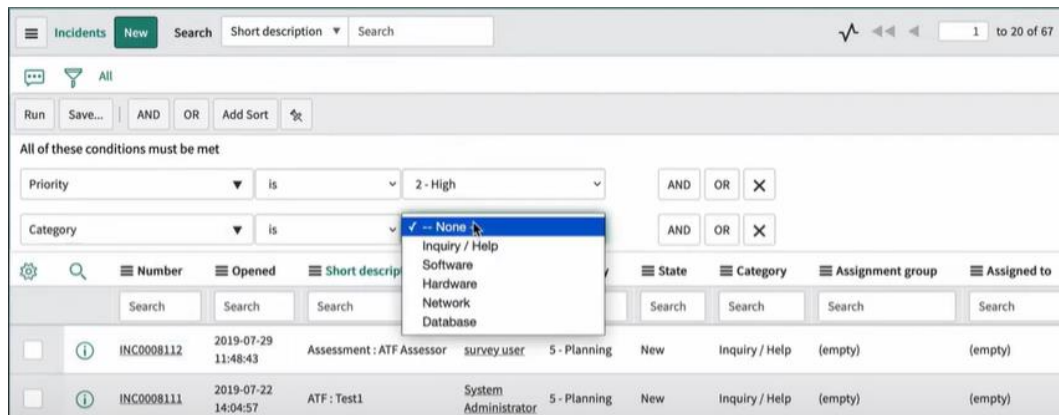 Incidents New Search Short description Search 1 to 20 of 67
All
Run Save... AND OR Add Sort
All of these conditions must be met
Priority is 2 - High AND OR
Category is AND OR
-- None -
Inquiry / Help
Software
Hardware
Network
Database
Number Opened Short descript State Category Assignment group Assigned to
Search Search Search Search Search Search Search
INC0008112 2019-07-29 11:48:43 Assessment : ATF Assessor survey user 5 - Planning New Inquiry / Help (empty) (empty)
INC0008111 2019-07-22 14:04:57 ATF : Test1 System Administrator 5 - Planning New Inquiry / Help (empty) (empty)